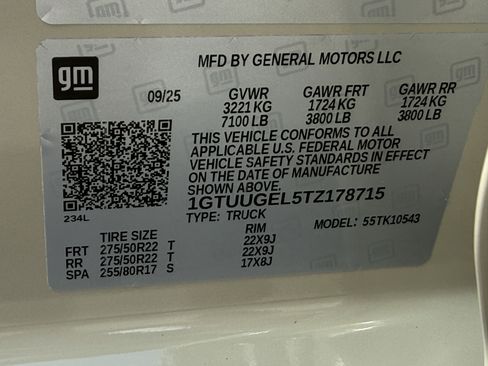 gm
MFD BY GENERAL MOTORS LLC
09/25 GVWR GAWR FRT GAWR RR
3221 KG 1724 KG 1724 KG
7100 LB 3800 LB 3800 LB
THIS VEHICLE CONFORMS TO ALL
APPLICABLE U.S. FEDERAL MOTOR
VEHICLE SAFETY STANDARDS IN EFFECT
ON THE DATE OF MANUFACTURE
SHOWN ABOVE.
1GTUUGEL5TZ178715
234L
TYPE: TRUCK MODEL: 55TK10543
TIRE SIZE RIM
FRT 275/50R22 T 22X9J
RR 275/50R22 T 22X9J
SPA 255/80R17 S 17X8J